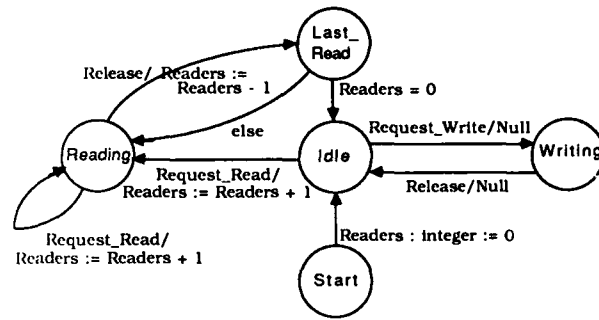 Last_
Read
Release/ Readers :=
Readers - 1
Readers = 0
else
Request_Write/Null
Reading
Idle
Writing
Request_Read/
Readers := Readers + 1
Release/Null
Request_Read/
Readers := Readers + 1
Readers : integer := 0
Start